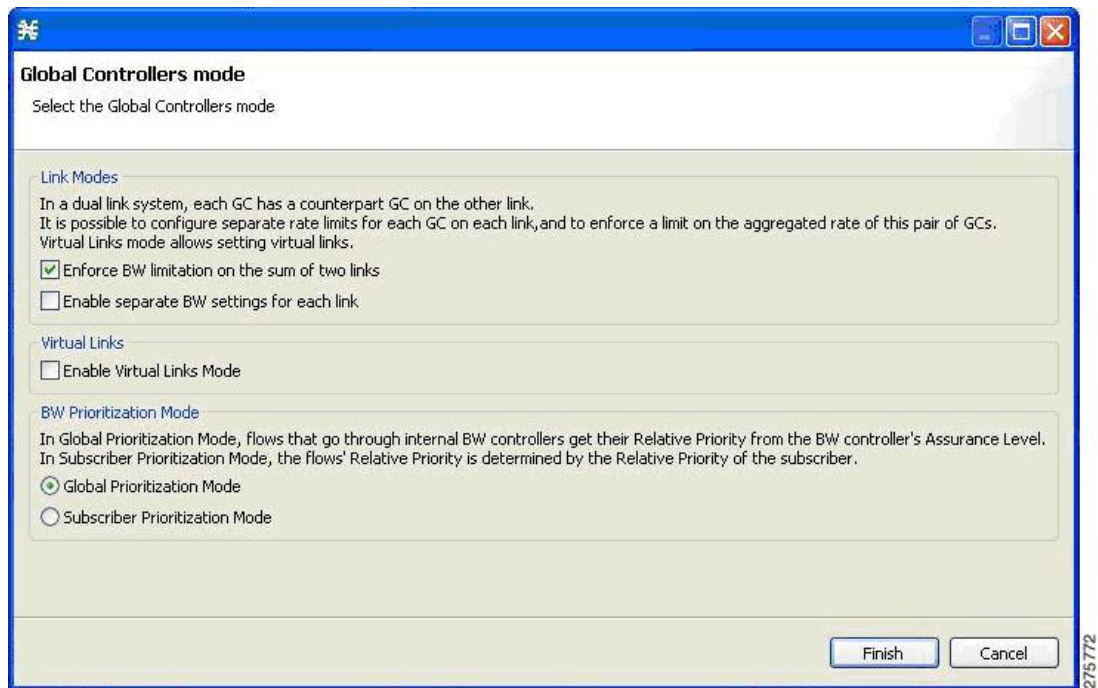 Global Controllers mode
Select the Global Controllers mode
Link Modes
In a dual link system, each GC has a counterpart GC on the other link.
It is possible to configure separate rate limits for each GC on each link,and to enforce a limit on the aggregated rate of this pair of GCs.
Virtual Links mode allows setting virtual links.
Enforce BW limitation on the sum of two links
Enable separate BW settings for each link
Virtual Links
Enable Virtual Links Mode
BW Prioritization Mode
In Global Prioritization Mode, flows that go through internal BW controllers get their Relative Priority from the BW controller's Assurance Level.
In Subscriber Prioritization Mode, the flows' Relative Priority is determined by the Relative Priority of the subscriber.
Global Prioritization Mode
Subscriber Prioritization Mode
Finish
Cancel
275772